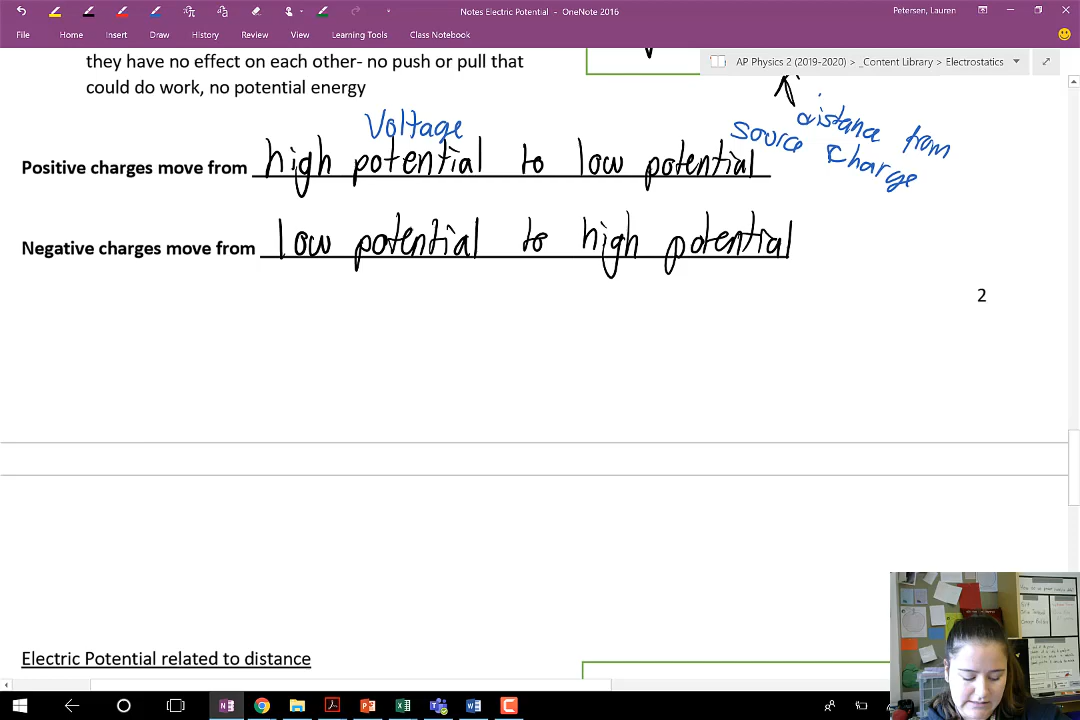 Notes Electric Potential - OneNote 2016
Petersen, Lauren
File Home Insert Draw History Review View Learning Tools Class Notebook
AP Physics 2 (2019-2020) > _Content Library > Electrostatics
they have no effect on each other- no push or pull that
could do work, no potential energy
V
distance from
source charge
Voltage
Positive charges move from high potential to low potential
Negative charges move from low potential to high potential
2
Electric Potential related to distance